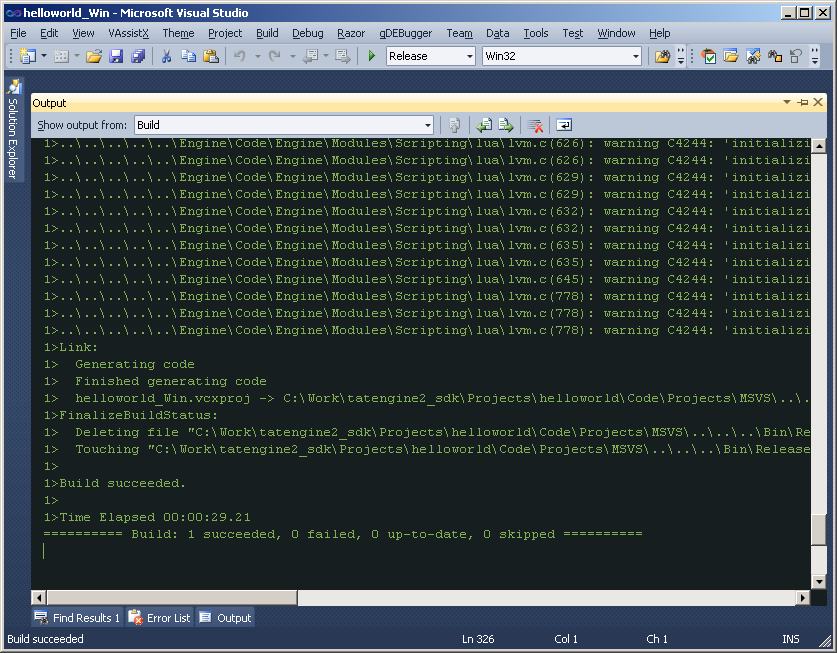 helloworld_Win - Microsoft Visual Studio
File Edit View VAssistX Theme Project Build Debug Razor gDEBugger Team Data Tools Test Window Help
Release Win32
Solution Explorer
Output
Show output from: Build
1>..\..\..\..\..\Engine\Code\Engine\Modules\Scripting\lua\lvm.c(626): warning C4244: 'initializi
1>..\..\..\..\..\Engine\Code\Engine\Modules\Scripting\lua\lvm.c(626): warning C4244: 'initializi
1>..\..\..\..\..\Engine\Code\Engine\Modules\Scripting\lua\lvm.c(629): warning C4244: 'initializi
1>..\..\..\..\..\Engine\Code\Engine\Modules\Scripting\lua\lvm.c(629): warning C4244: 'initializi
1>..\..\..\..\..\Engine\Code\Engine\Modules\Scripting\lua\lvm.c(632): warning C4244: 'initializi
1>..\..\..\..\..\Engine\Code\Engine\Modules\Scripting\lua\lvm.c(632): warning C4244: 'initializi
1>..\..\..\..\..\Engine\Code\Engine\Modules\Scripting\lua\lvm.c(635): warning C4244: 'initializi
1>..\..\..\..\..\Engine\Code\Engine\Modules\Scripting\lua\lvm.c(635): warning C4244: 'initializi
1>..\..\..\..\..\Engine\Code\Engine\Modules\Scripting\lua\lvm.c(645): warning C4244: 'initializi
1>..\..\..\..\..\Engine\Code\Engine\Modules\Scripting\lua\lvm.c(778): warning C4244: 'initializi
1>..\..\..\..\..\Engine\Code\Engine\Modules\Scripting\lua\lvm.c(778): warning C4244: 'initializi
1>..\..\..\..\..\Engine\Code\Engine\Modules\Scripting\lua\lvm.c(778): warning C4244: 'initializi
1>Link:
1>  Generating code
1>  Finished generating code
1>  helloworld_Win.vcxproj -> C:\Work\tatengine2_sdk\Projects\helloworld\Code\Projects\MSVS\..\.
1>FinalizeBuildStatus:
1>  Deleting file "C:\Work\tatengine2_sdk\Projects\helloworld\Code\Projects\MSVS\..\..\..\Bin\Re
1>  Touching "C:\Work\tatengine2_sdk\Projects\helloworld\Code\Projects\MSVS\..\..\..\Bin\Release
1>
1>Build succeeded.
1>
1>Time Elapsed 00:00:29.21
========== Build: 1 succeeded, 0 failed, 0 up-to-date, 0 skipped ==========
Find Results 1 Error List Output
Build succeeded Ln 326 Col 1 Ch 1 INS